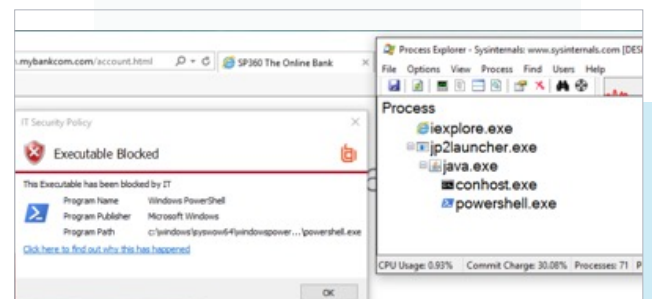 .mybankcom.com/account.html
SP360 The Online Bank
IT Security Policy
Executable Blocked
This Executable has been blocked by IT
Program Name Windows PowerShell
Program Publisher Microsoft Windows
Program Path c:\windows\syswow64\windowspower...\powershell.exe
Click here to find out why this has happened
OK
Process Explorer - Sysinternals: www.sysinternals.com [DES
File Options View Process Find Users Help
Process
iexplore.exe
jp2launcher.exe
java.exe
conhost.exe
powershell.exe
CPU Usage: 0.93% Commit Charge: 30.08% Processes: 71 P